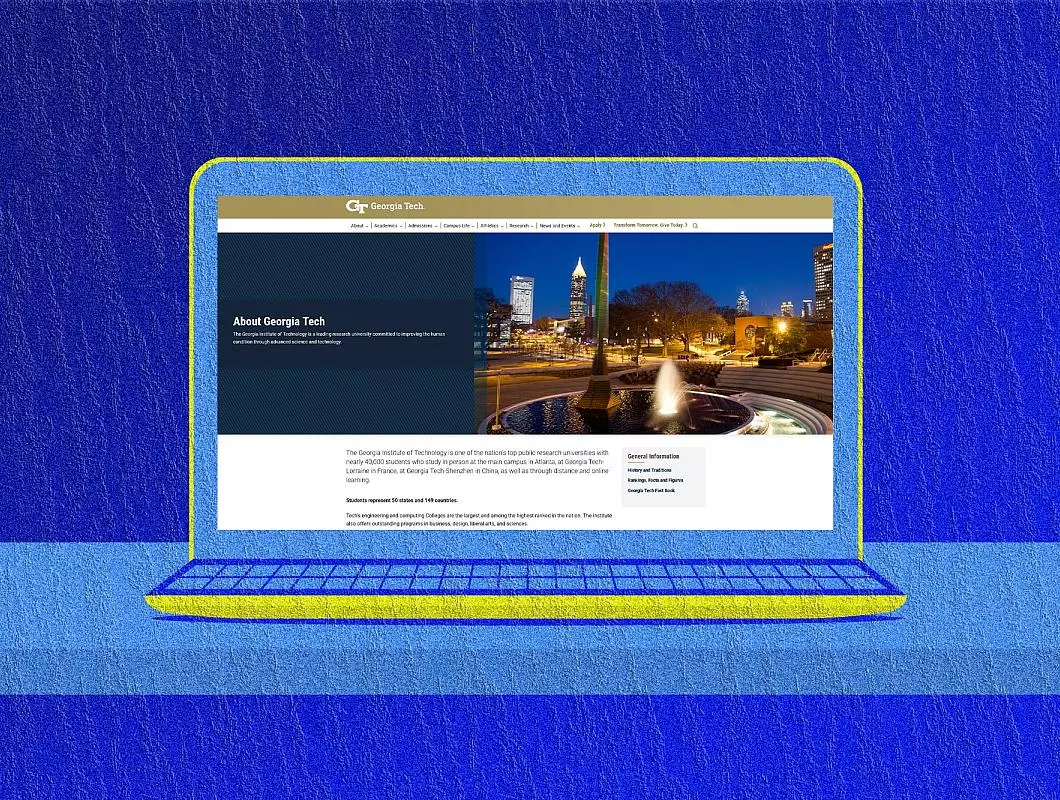 GT Georgia Tech.
About | Academics | Admissions | Campus Life | Athletics | Research | News and Events Apply Transform Tomorrow. Give Today.
About Georgia Tech
The Georgia Institute of Technology is a leading research university committed to improving the human
condition through advanced science and technology
The Georgia Institute of Technology is one of the nation's top public research universities with
nearly 40,000 students who study in person at the main campus in Atlanta, at Georgia Tech-
Lorraine in France, at Georgia Tech-Shenzhen in China, as well as through distance and online
learning.
Students represent 50 states and 149 countries.
Tech's engineering and computing Colleges are the largest and among the highest ranked in the nation. The Institute
also offers outstanding programs in business, design, liberal arts, and sciences.
General Information
History and Traditions
Rankings, Facts and Figures
Georgia Tech Fact Book